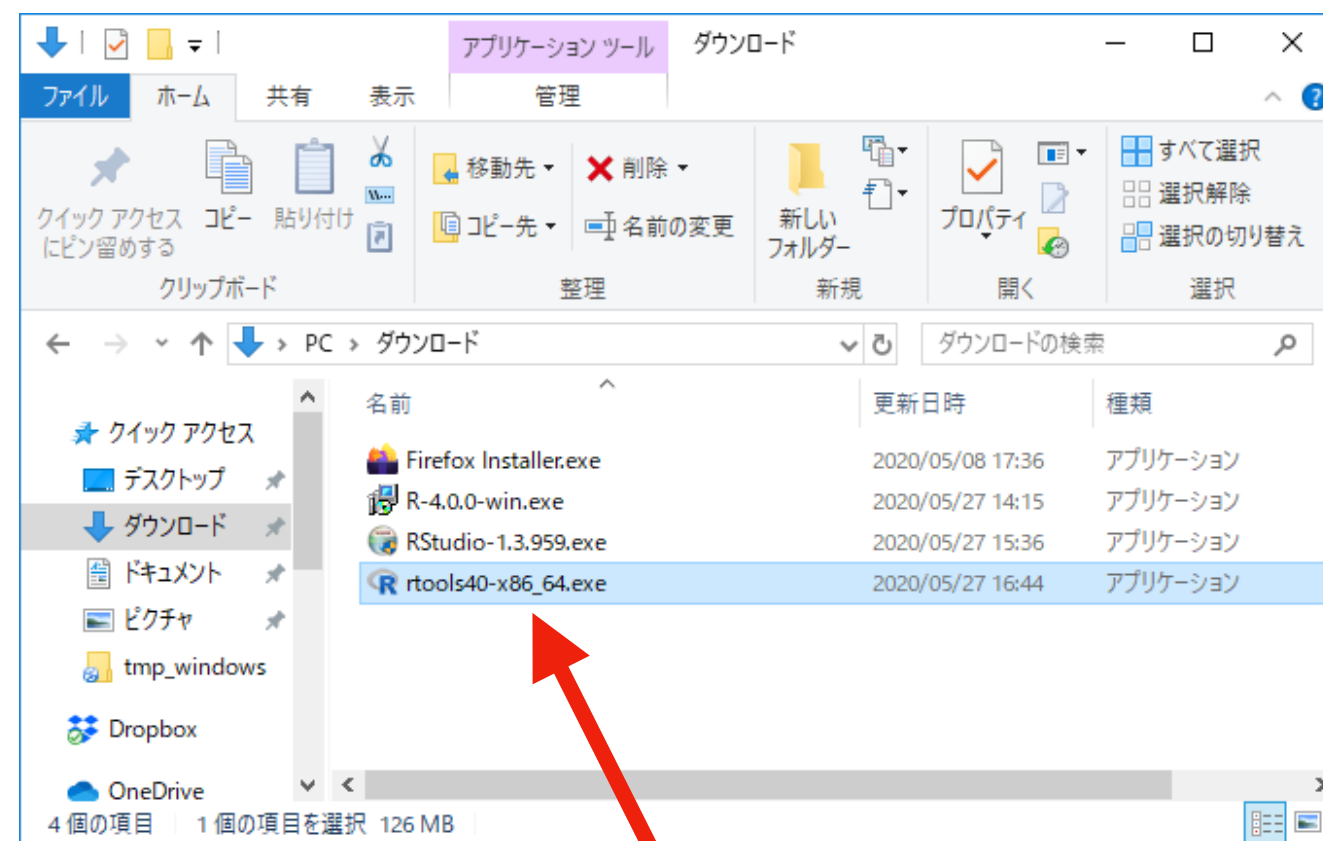 アプリケーション ツール ダウンロード
ファイル ホーム 共有 表示 管理
クイック アクセス
にピン留めする
コピー
貼り付け
移動先
コピー先
削除
名前の変更
新しい
フォルダー
プロパティ
すべて選択
選択解除
選択の切り替え
クリップボード 整理 新規 開く 選択
PC ダウンロード ダウンロードの検索
クイック アクセス
デスクトップ
ダウンロード
ドキュメント
ピクチャ
tmp_windows
Dropbox
OneDrive
名前 更新日時 種類
Firefox Installer.exe 2020/05/08 17:36 アプリケーション
R-4.0.0-win.exe 2020/05/27 14:15 アプリケーション
RStudio-1.3.959.exe 2020/05/27 15:36 アプリケーション
rtools40-x86_64.exe 2020/05/27 16:44 アプリケーション
4 個の項目 1 個の項目を選択 126 MB